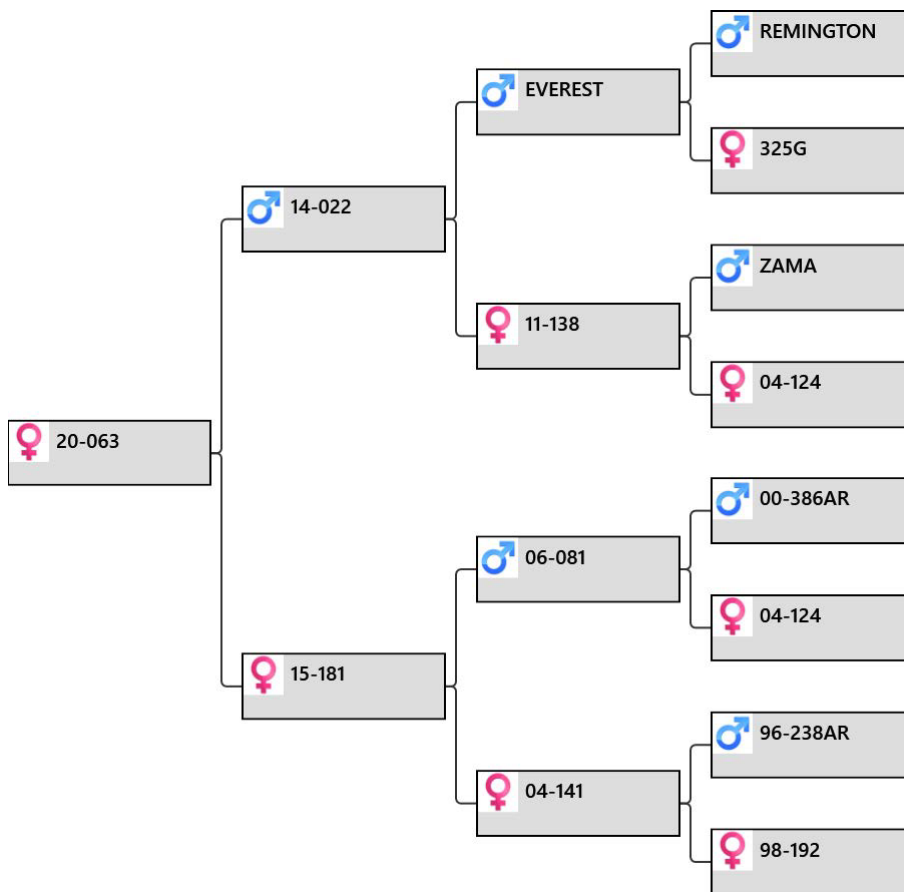 REMINGTON
EVEREST
325G
14-022
ZAMA
11-138
04-124
20-063
00-386AR
06-081
04-124
15-181
96-238AR
04-141
98-192